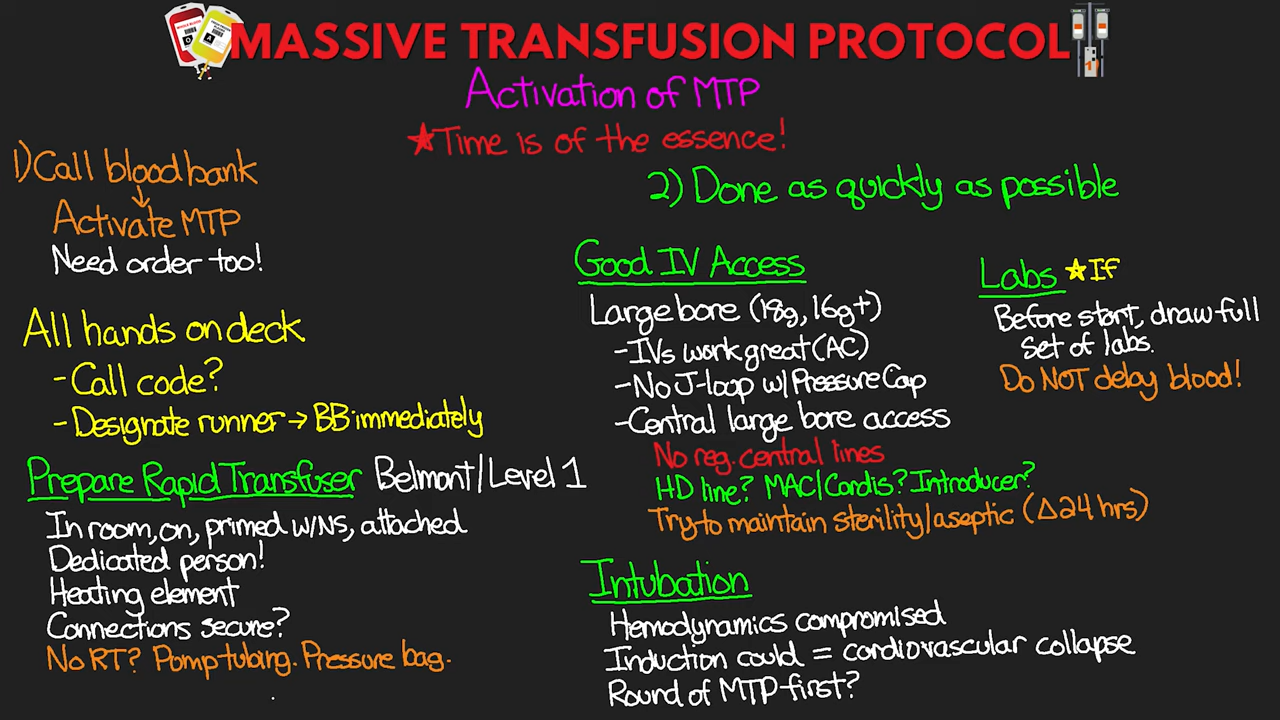 MASSIVE TRANSFUSION PROTOCOL
Activation of MTP
★Time is of the essence!
1) Call blood bank
↓
Activate MTP
Need order too!
All hands on deck
- Call code?
- Designate runner → BB immediately
Prepare Rapid Transfuser Belmont/Level 1
In room, on, primed w/NS, attached
Dedicated person!
Heating element
Connections secure?
No RT? Pomp tubing. Pressure bag.
2) Done as quickly as possible
Good IV Access
Large bore (18g, 16g+)
- IVs work great (AC)
- No J-loop w/Pressure Cap
- Central large bore access
No reg. central lines
HD line? MAC/Cordis? Introducer?
Try to maintain sterility/aseptic (Δ24 hrs)
Labs ★If
Before start, draw full
set of labs.
Do NOT delay blood!
Intubation
Hemodynamics compromised
Induction could = cardiovascular collapse
Round of MTP first?